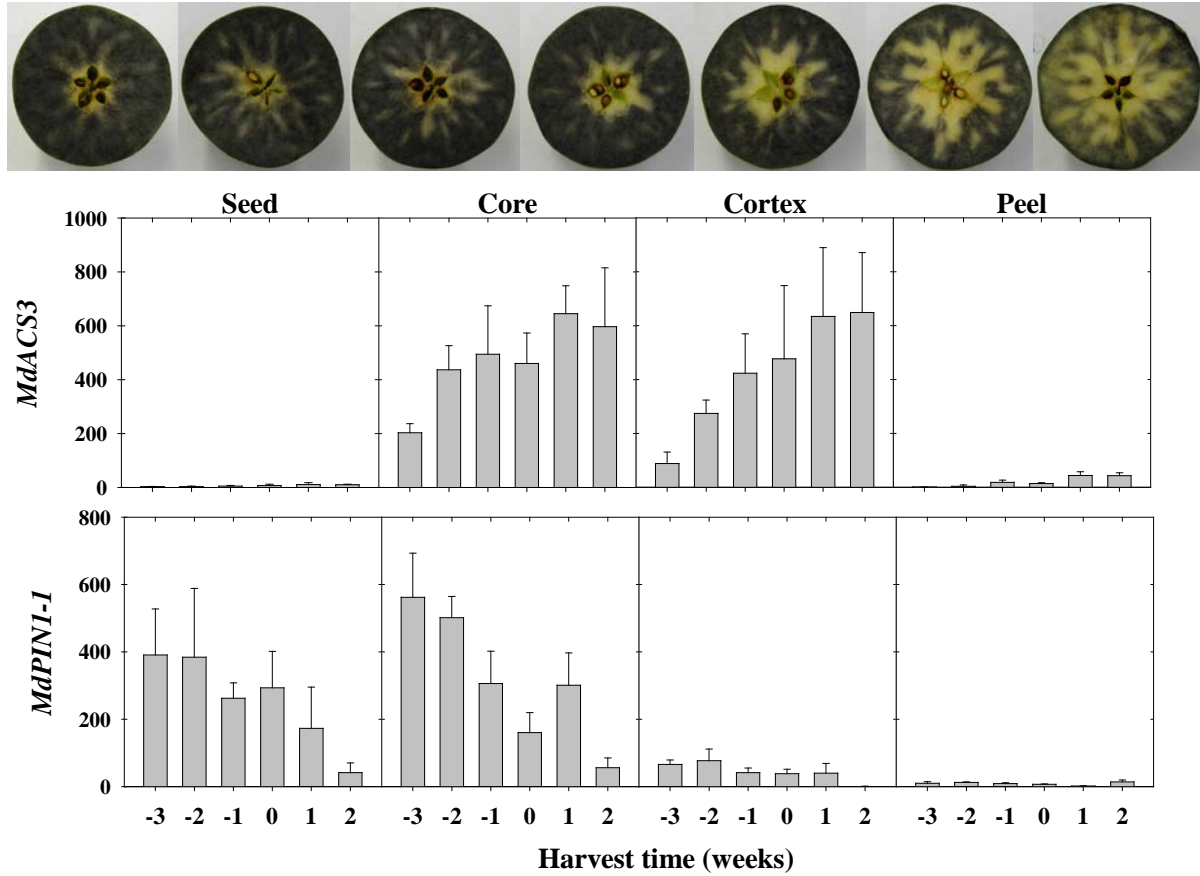 Seed Core Cortex Peel
1000
800
600
400
200
0
MdACS3
800
600
400
200
0
MdPIN1-1
-3 -2 -1 0 1 2 -3 -2 -1 0 1 2 -3 -2 -1 0 1 2 -3 -2 -1 0 1 2
Harvest time (weeks)